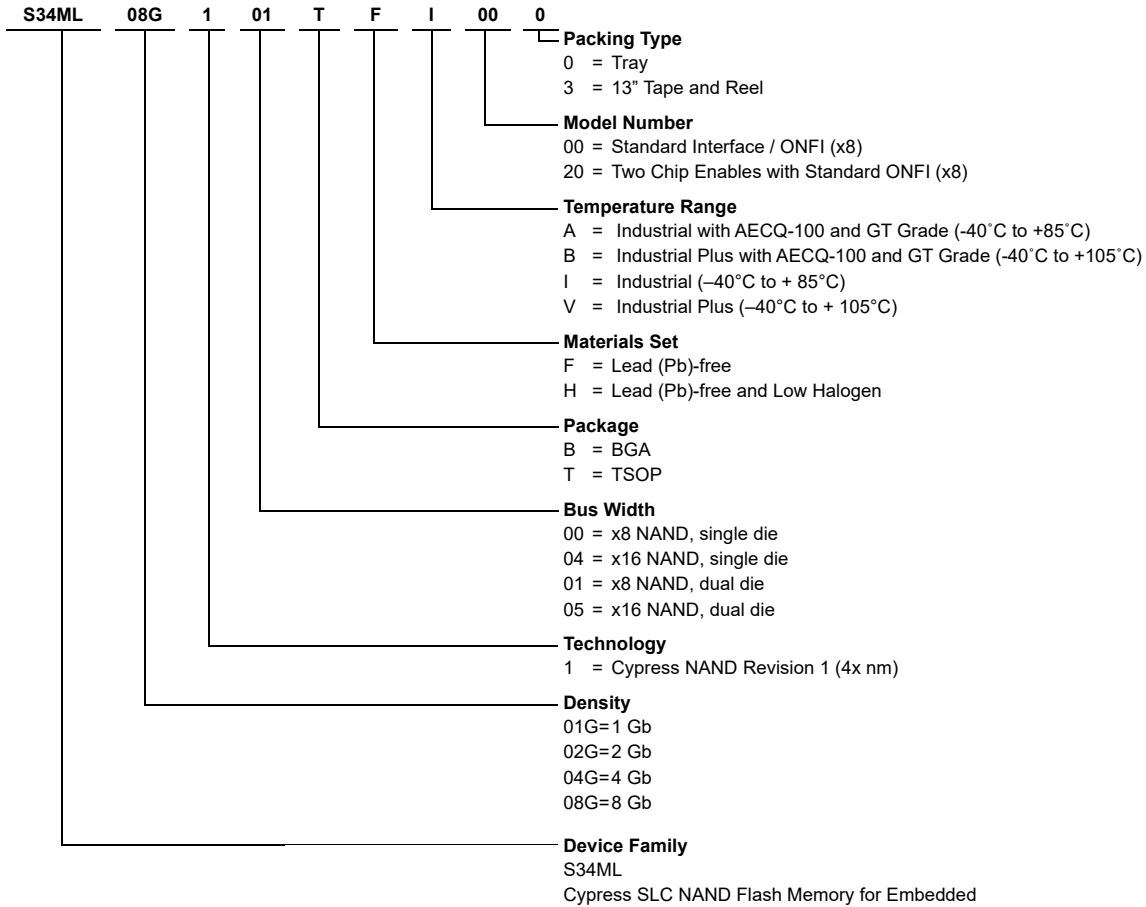 S34ML 08G 1 01 T F I 00 0
Packing Type
0 = Tray
3 = 13” Tape and Reel
Model Number
00 = Standard Interface / ONFI (x8)
20 = Two Chip Enables with Standard ONFI (x8)
Temperature Range
A = Industrial with AECQ-100 and GT Grade (-40˚C to +85˚C)
B = Industrial Plus with AECQ-100 and GT Grade (-40˚C to +105˚C)
I = Industrial (–40°C to + 85°C)
V = Industrial Plus (–40°C to + 105°C)
Materials Set
F = Lead (Pb)-free
H = Lead (Pb)-free and Low Halogen
Package
B = BGA
T = TSOP
Bus Width
00 = x8 NAND, single die
04 = x16 NAND, single die
01 = x8 NAND, dual die
05 = x16 NAND, dual die
Technology
1 = Cypress NAND Revision 1 (4x nm)
Density
01G=1 Gb
02G=2 Gb
04G=4 Gb
08G=8 Gb
Device Family
S34ML
Cypress SLC NAND Flash Memory for Embedded